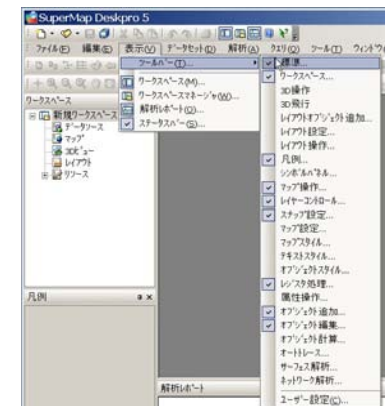 SuperMap Deskpro 5
ファイル(F) 編集(E) 表示(V) データセット(D) 解析(A) クエリ(Q) ツール(T)
ツールバー(T)...
ワークスペース(M)...
ワークスペースマネージャ(W)...
解析レポート(O)...
ステータスバー(S)...
標準...
ワークスペース...
3D操作
3D飛行
レイアウトオブジェクト追加...
レイアウト設定...
レイアウト操作...
凡例...
シンボルパネル...
マップ操作...
レイヤーコントロール...
スナップ設定...
マップ設定...
マップスタイル...
テキストスタイル...
オブジェクトスタイル...
レジスタ処理...
属性操作...
オブジェクト追加...
オブジェクト編集...
オブジェクト計算...
オートトレース...
サーフェス解析...
ネットワーク解析...
ユーザー設定(C)...
ワークスペース
新規ワークスペース
データソース
マップ
3Dビュー
レイアウト
リソース
凡例
解析レポート